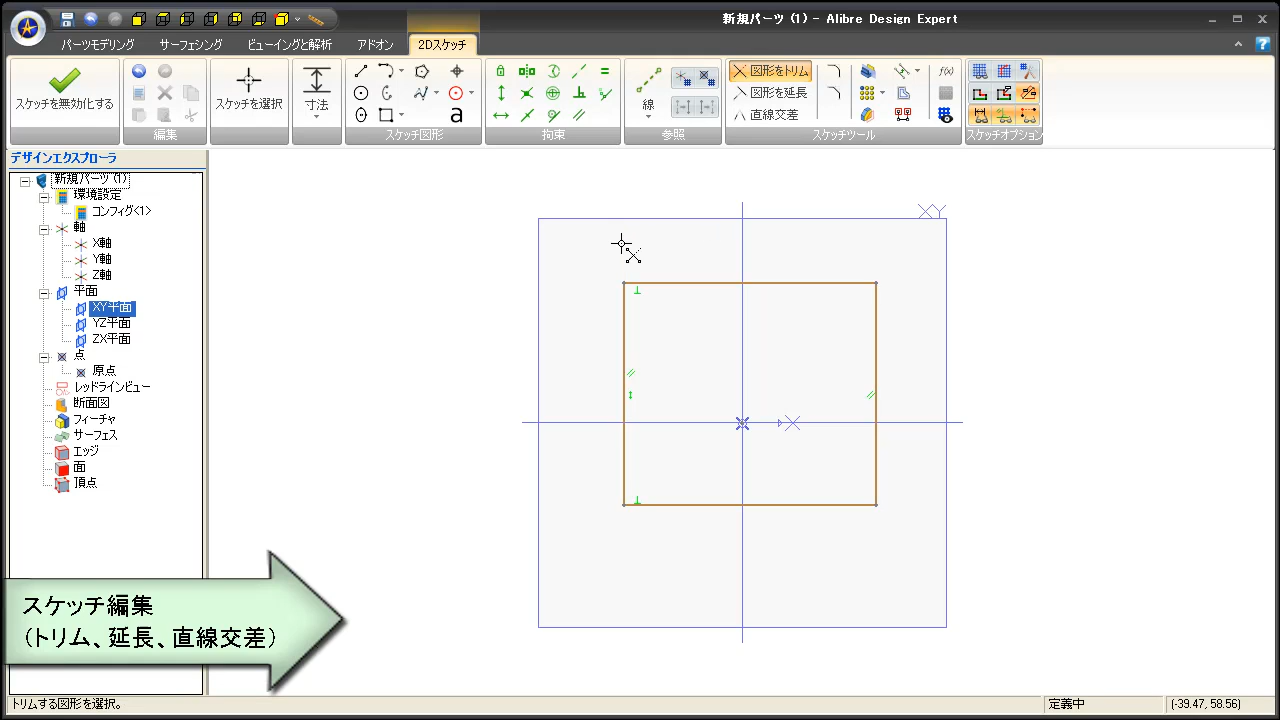 新規パーツ (1) - Alibre Design Expert
パーツモデリング
サーフェシング
ビューイングと解析
アドオン
2Dスケッチ
スケッチを無効化する
スケッチを選択
寸法
線
図形をトリム
図形を延長
直線交差
f(x)
a
編集
スケッチ図形
拘束
参照
スケッチツール
スケッチオプション
デザインエクスプローラ
新規パーツ (1)
環境設定
コンフィグ<1>
軸
X軸
Y軸
Z軸
平面
XY平面
YZ平面
ZX平面
点
原点
レッドラインビュー
断面図
フィーチャ
サーフェス
エッジ
面
頂点
XY
X
スケッチ編集
(トリム、延長、直線交差)
トリムする図形を選択。
定義中
(-39.47, 58.56)